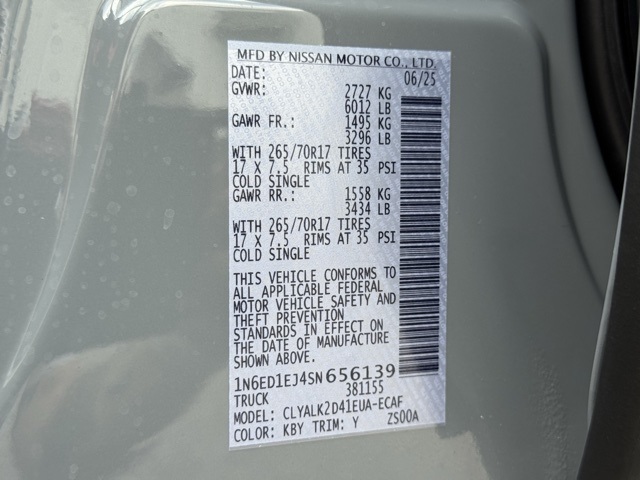 MFD BY NISSAN MOTOR CO., LTD.
DATE: 06/25
GVWR: 2727 KG
6012 LB
GAWR FR.: 1495 KG
3296 LB
WITH 265/70R17 TIRES
17 X 7.5 RIMS AT 35 PSI
COLD SINGLE
GAWR RR.: 1558 KG
3434 LB
WITH 265/70R17 TIRES
17 X 7.5 RIMS AT 35 PSI
COLD SINGLE
THIS VEHICLE CONFORMS TO
ALL APPLICABLE FEDERAL
MOTOR VEHICLE SAFETY AND
THEFT PREVENTION
STANDARDS IN EFFECT ON
THE DATE OF MANUFACTURE
SHOWN ABOVE.
1N6ED1EJ4SN656139
TRUCK 381155
MODEL: CLYALK2D41EUA-ECAF
COLOR: KBY TRIM: Y ZS00A